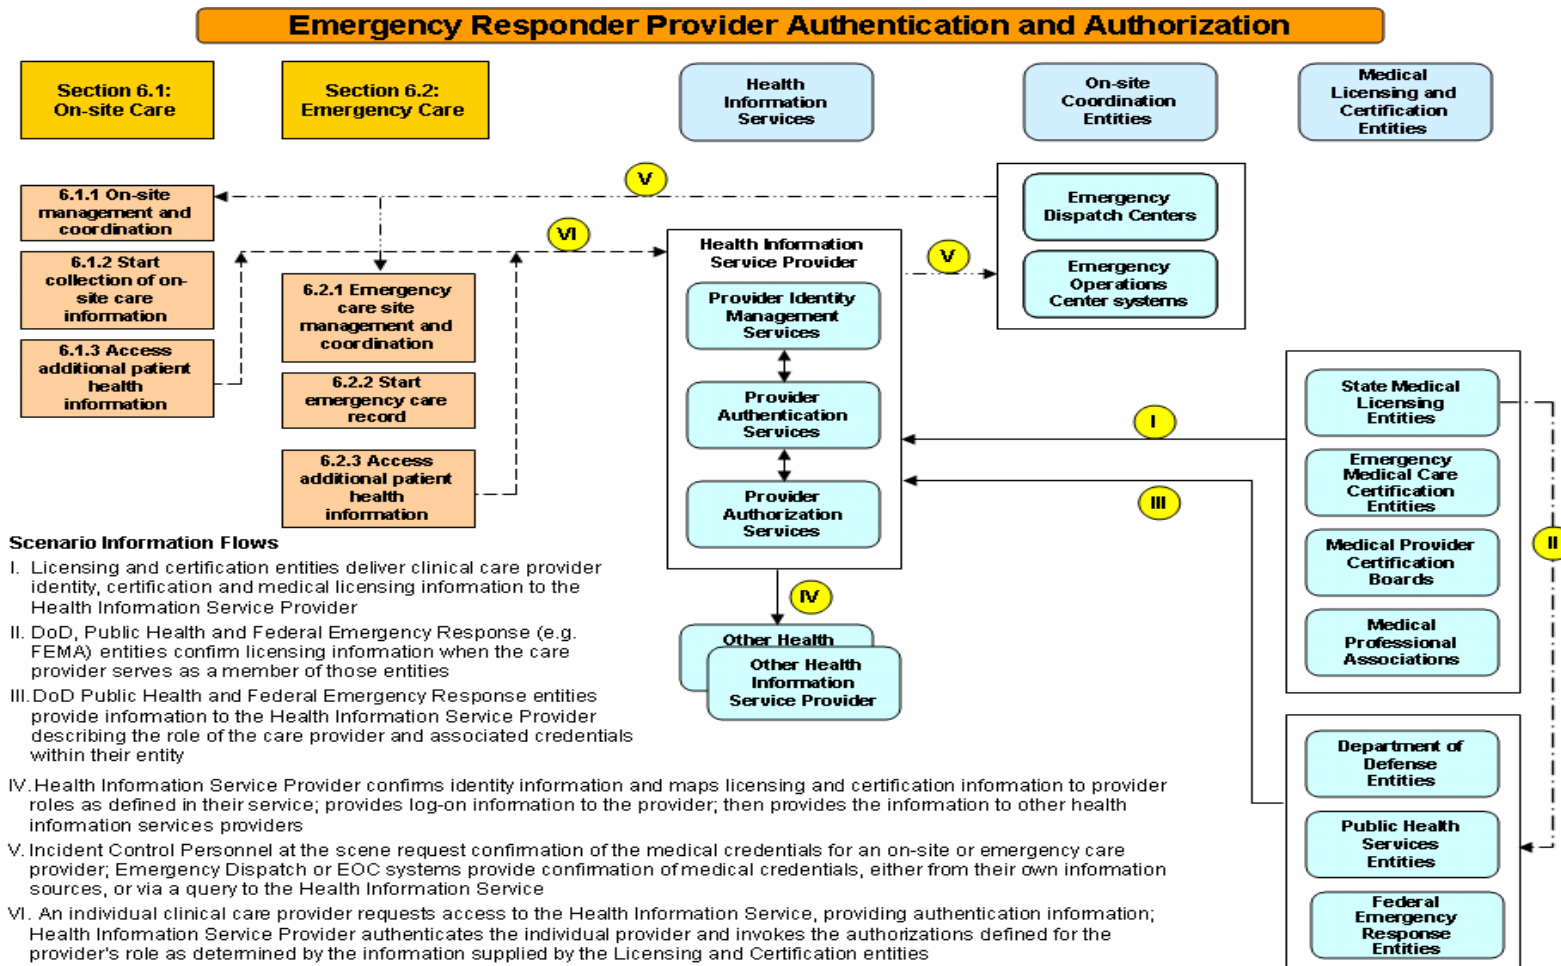 Emergency Responder Provider Authentication and Authorization
Section 6.1:
On-site Care
Section 6.2:
Emergency Care
Health
Information
Services
On-site
Coordination
Entities
Medical
Licensing and
Certification
Entities
6.1.1 On-site
management and
coordination
6.1.2 Start
collection of on-
site care
information
6.1.3 Access
additional patient
health
information
6.2.1 Emergency
care site
management and
coordination
6.2.2 Start
emergency care
record
6.2.3 Access
additional patient
health
information
V
VI
Health Information
Service Provider
Provider Identity
Management
Services
Provider
Authentication
Services
Provider
Authorization
Services
V
Emergency
Dispatch Centers
Emergency
Operations
Center systems
I
III
II
IV
Other Health
Other Health
Information
Service Provider
State Medical
Licensing
Entities
Emergency
Medical Care
Certification
Entities
Medical Provider
Certification
Boards
Medical
Professional
Associations
Department of
Defense
Entities
Public Health
Services
Entities
Federal
Emergency
Response
Entities
Scenario Information Flows
I. Licensing and certification entities deliver clinical care provider
identity, certification and medical licensing information to the
Health Information Service Provider
II. DoD, Public Health and Federal Emergency Response (e.g.
FEMA) entities confirm licensing information when the care
provider serves as a member of those entities
III. DoD Public Health and Federal Emergency Response entities
provide information to the Health Information Service Provider
describing the role of the care provider and associated credentials
within their entity
IV. Health Information Service Provider confirms identity information and maps licensing and certification information to provider
roles as defined in their service; provides log-on information to the provider; then provides the information to other health
information services providers
V. Incident Control Personnel at the scene request confirmation of the medical credentials for an on-site or emergency care
provider; Emergency Dispatch or EOC systems provide confirmation of medical credentials, either from their own information
sources, or via a query to the Health Information Service
VI. An individual clinical care provider requests access to the Health Information Service, providing authentication information;
Health Information Service Provider authenticates the individual provider and invokes the authorizations defined for the
provider's role as determined by the information supplied by the Licensing and Certification entities